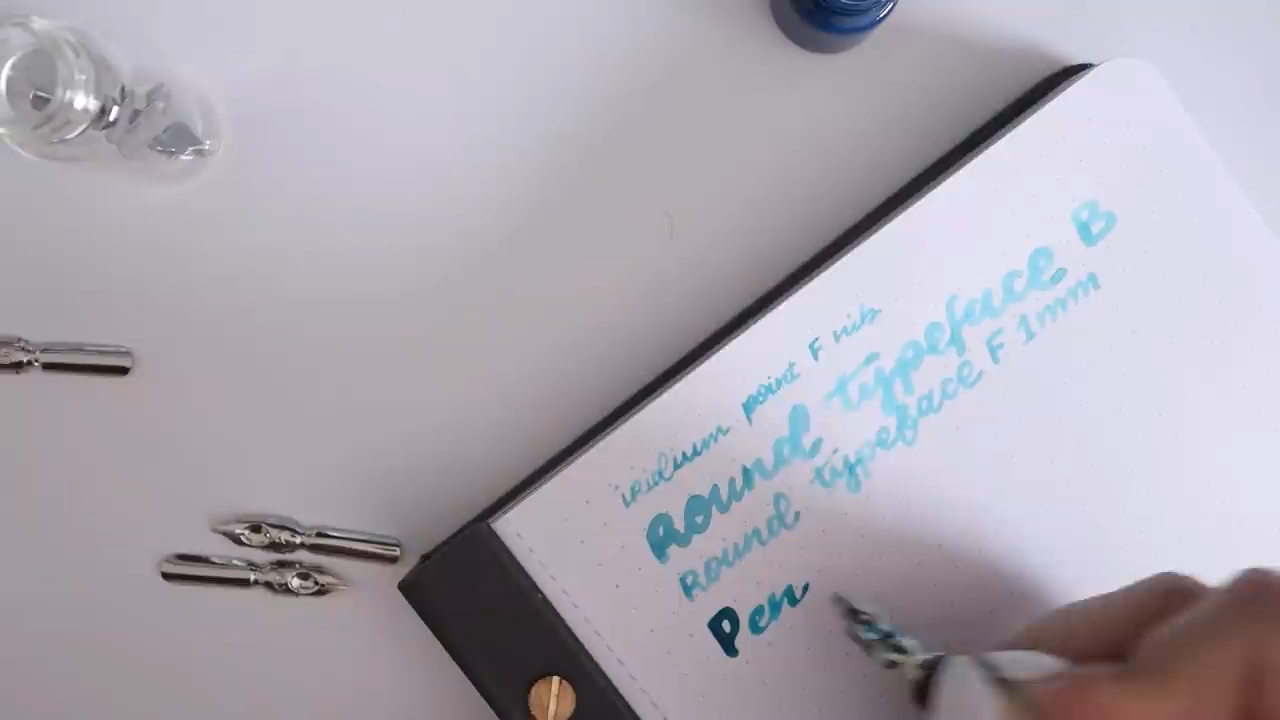 iridium point F nib
Round typeface B
Round typeface F 1mm
Pen